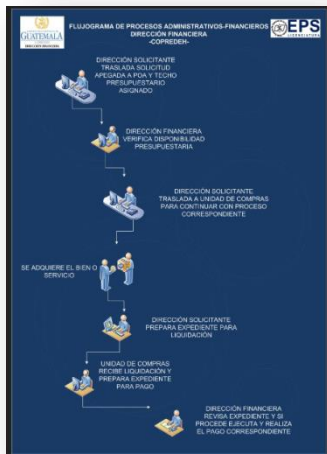 FLUJOGRAMA DE PROCESOS ADMINISTRATIVOS-FINANCIEROS
DIRECCIÓN FINANCIERA
-COPREDEH-
GUATEMALA
EPS
DIRECCIÓN SOLICITANTE
TRASLADA SOLICITUD
APEGADA A POA Y TECHO
PRESUPUESTARIO
ASIGNADO
DIRECCIÓN FINANCIERA
VERIFICA DISPONIBILIDAD
PRESUPUESTARIA
DIRECCIÓN SOLICITANTE
TRASLADA A UNIDAD DE COMPRAS
PARA CONTINUAR CON PROCESO
CORRESPONDIENTE
SE ADQUIERE EL BIEN O
SERVICIO
DIRECCIÓN SOLICITANTE
PREPARA EXPEDIENTE PARA
LIQUIDACIÓN
UNIDAD DE COMPRAS
RECIBE LIQUIDACIÓN Y
PREPARA EXPEDIENTE
PARA PAGO
DIRECCIÓN FINANCIERA
REVISA EXPEDIENTE Y SI
PROCEDE EJECUTA Y REALIZA
EL PAGO CORRESPONDIENTE